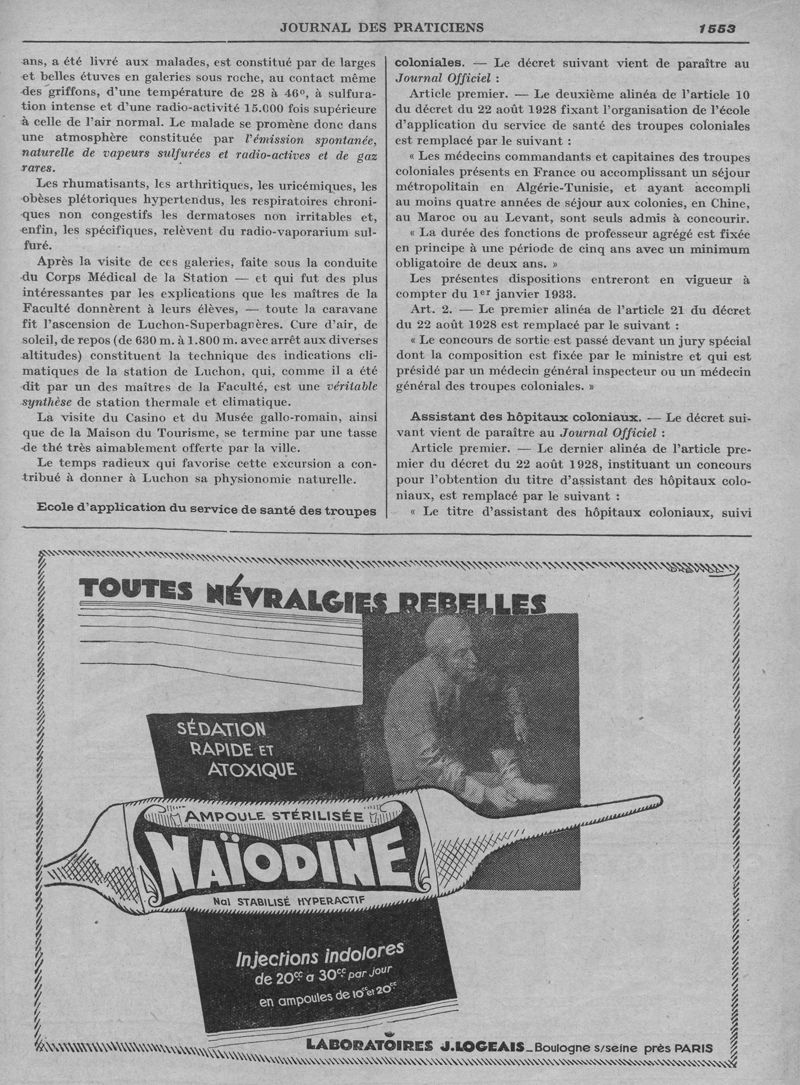 JOURNAL DES PRATICIENS
1553
ans, a été livré aux malades, est constitué par de larges
et belles étuves en galeries sous roche, au contact même
des griffons, d'une température de 28 à 46°, à sulfura-
tion intense et d'une radio-activité 15.000 fois supérieure
à celle de l'air normal. Le malade se promène donc dans
une atmosphère constituée par l'émission spontanée,
naturelle de vapeurs sulfurées et radio-actives et de gaz
rares.
Les rhumatisants, les arthritiques, les uricémiques, les
obèses plétoriques hypertendus, les respiratoires chroni-
ques non congestifs les dermatoses non irritables et,
enfin, les spécifiques, relèvent du radio-vaporarium sul-
furé.
Après la visite de ces galeries, faite sous la conduite
du Corps Médical de la Station — et qui fut des plus
intéressantes par les explications que les maîtres de la
Faculté donnèrent à leurs élèves, — toute la caravane
fit l'ascension de Luchon-Superbagnères. Cure d'air, de
soleil, de repos (de 630 m. à 1.800 m. avec arrêt aux diverses
altitudes) constituent la technique des indications cli-
matiques de la station de Luchon, qui, comme il a été
dit par un des maîtres de la Faculté, est une véritable
synthèse de station thermale et climatique.
La visite du Casino et du Musée gallo-romain, ainsi
que de la Maison du Tourisme, se termine par une tasse
de thé très aimablement offerte par la ville.
Le temps radieux qui favorise cette excursion a con-
tribué à donner à Luchon sa physionomie naturelle.
Ecole d'application du service de santé des troupes
coloniales. — Le décret suivant vient de paraître au
Journal Officiel :
Article premier. — Le deuxième alinéa de l'article 10
du décret du 22 août 1928 fixant l'organisation de l'école
d'application du service de santé des troupes coloniales
est remplacé par le suivant :
« Les médecins commandants et capitaines des troupes
coloniales présents en France ou accomplissant un séjour
métropolitain en Algérie-Tunisie, et ayant accompli
au moins quatre années de séjour aux colonies, en Chine,
au Maroc ou au Levant, sont seuls admis à concourir.
« La durée des fonctions de professeur agrégé est fixée
en principe à une période de cinq ans avec un minimum
obligatoire de deux ans. »
Les présentes dispositions entreront en vigueur à
compter du 1er janvier 1933.
Art. 2. — Le premier alinéa de l'article 21 du décret
du 22 août 1928 est remplacé par le suivant :
« Le concours de sortie est passé devant un jury spécial
dont la composition est fixée par le ministre et qui est
présidé par un médecin général inspecteur ou un médecin
général des troupes coloniales. »
Assistant des hôpitaux coloniaux. — Le décret sui-
vant vient de paraître au Journal Officiel :
Article premier. — Le dernier alinéa de l'article pre-
mier du décret du 22 août 1928, instituant un concours
pour l'obtention du titre d'assistant des hôpitaux colo-
niaux, est remplacé par le suivant :
« Le titre d'assistant des hôpitaux coloniaux, suivi
TOUTES NÉVRALGIES REBELLES
SÉDATION
RAPIDE ET
ATOXIQUE
AMPOULE STÉRILISÉE
NAÏODINE
NaI STABILISÉ HYPERACTIF
Injections indolores
de 20cc a 30cc par jour
en ampoules de 10cc et 20cc
LABORATOIRES J.LOGEAIS_Boulogne s/seine près PARIS